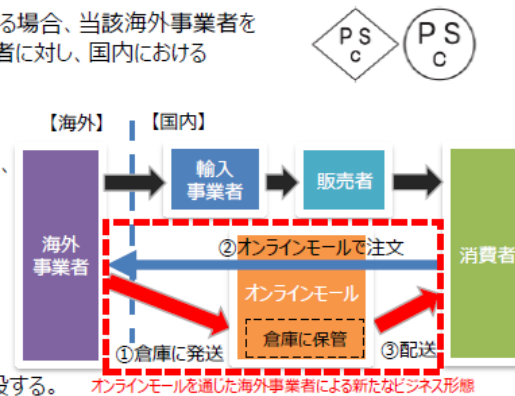 る場合、当該海外事業者を
者に対し、国内における
PS
c
PS
c
【海外】
【国内】
、
輸入
事業者
販売者
海外
事業者
消費者
②オンラインモールで注文
オンラインモール
倉庫に保管
①倉庫に発送
③配送
設する。
オンラインモールを通じた海外事業者による新たなビジネス形態